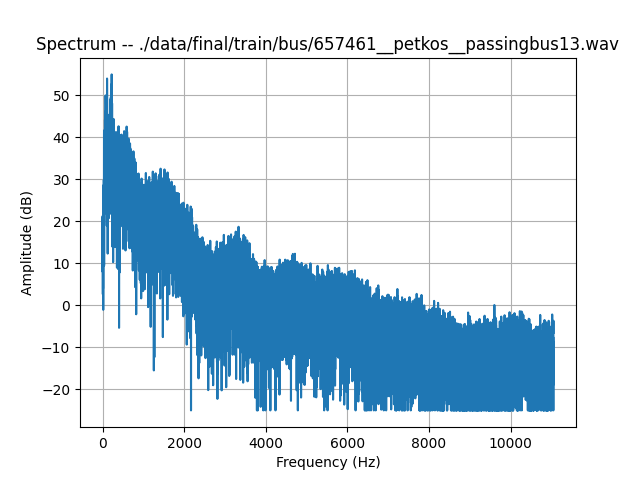 Spectrum -- ./data/final/train/bus/657461__petkos__passingbus13.wav
50
40
30
20
10
0
−10
−20
Amplitude (dB)
0 2000 4000 6000 8000 10000
Frequency (Hz)